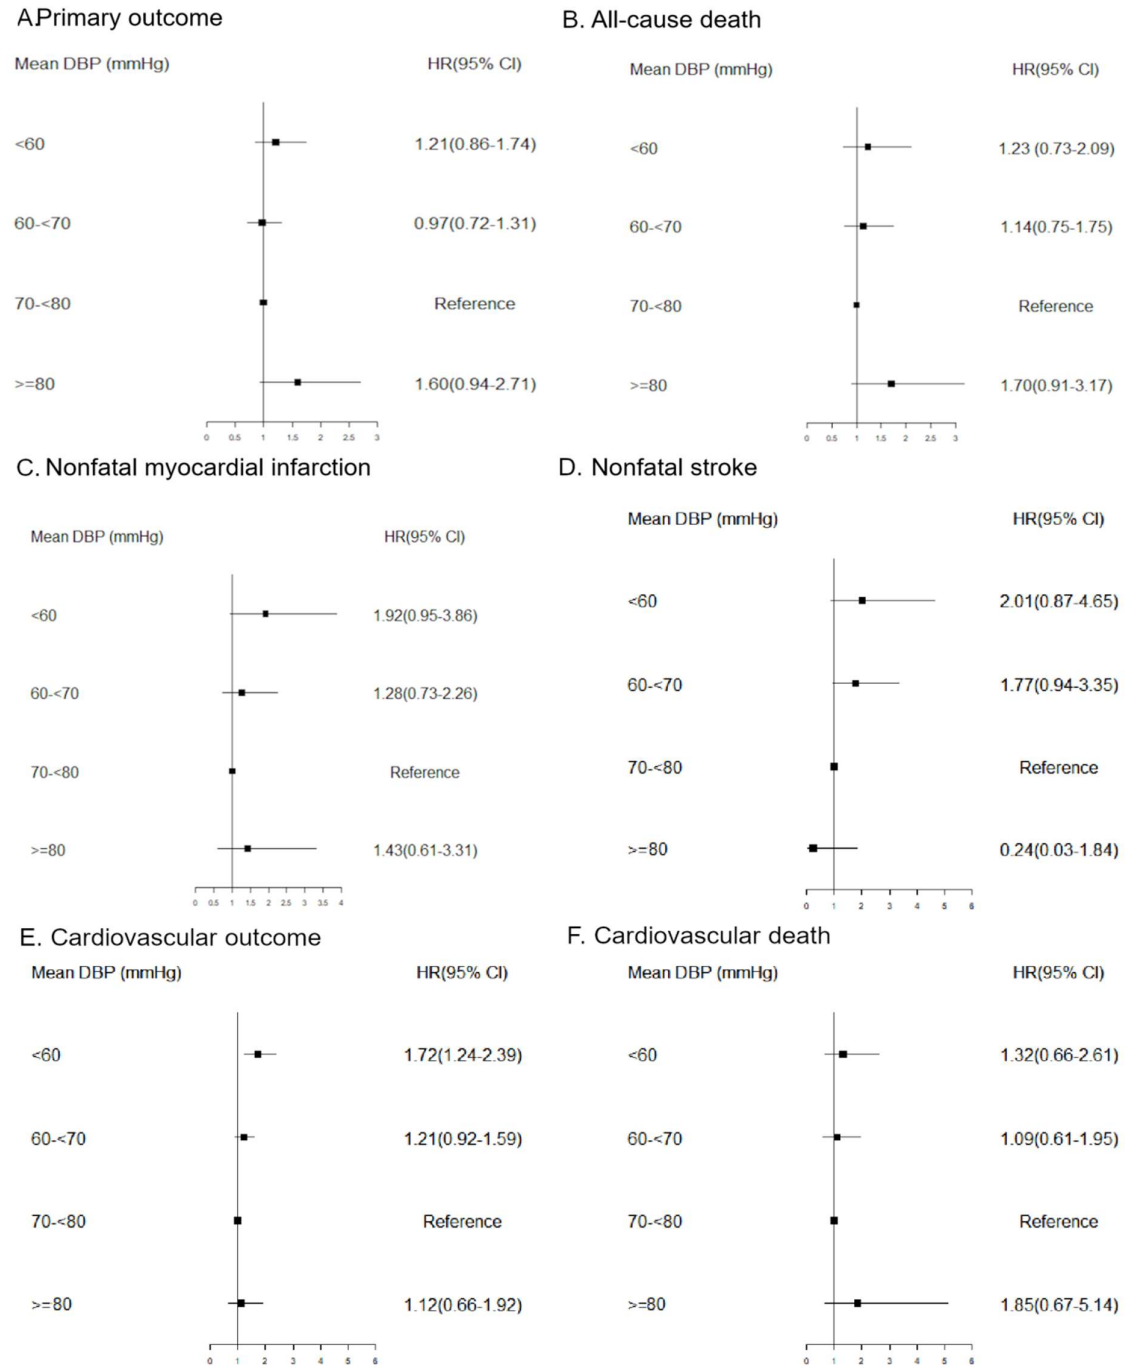 A.Primary outcome
Mean DBP (mmHg) HR(95% CI)
<60 1.21(0.86-1.74)
60-<70 0.97(0.72-1.31)
70-<80 Reference
>=80 1.60(0.94-2.71)
0 0.5 1 1.5 2 2.5 3
B. All-cause death
Mean DBP (mmHg) HR(95% CI)
<60 1.23 (0.73-2.09)
60-<70 1.14(0.75-1.75)
70-<80 Reference
>=80 1.70(0.91-3.17)
0 0.5 1 1.5 2 2.5 3
C. Nonfatal myocardial infarction
Mean DBP (mmHg) HR(95% CI)
<60 1.92(0.95-3.86)
60-<70 1.28(0.73-2.26)
70-<80 Reference
>=80 1.43(0.61-3.31)
0 0.5 1 1.5 2 2.5 3 3.5 4
D. Nonfatal stroke
Mean DBP (mmHg) HR(95% CI)
<60 2.01(0.87-4.65)
60-<70 1.77(0.94-3.35)
70-<80 Reference
>=80 0.24(0.03-1.84)
0 1 2 3 4 5 6
E. Cardiovascular outcome
Mean DBP (mmHg) HR(95% CI)
<60 1.72(1.24-2.39)
60-<70 1.21(0.92-1.59)
70-<80 Reference
>=80 1.12(0.66-1.92)
0 1 2 3 4 5 6
F. Cardiovascular death
Mean DBP (mmHg) HR(95% CI)
<60 1.32(0.66-2.61)
60-<70 1.09(0.61-1.95)
70-<80 Reference
>=80 1.85(0.67-5.14)
0 1 2 3 4 5 6